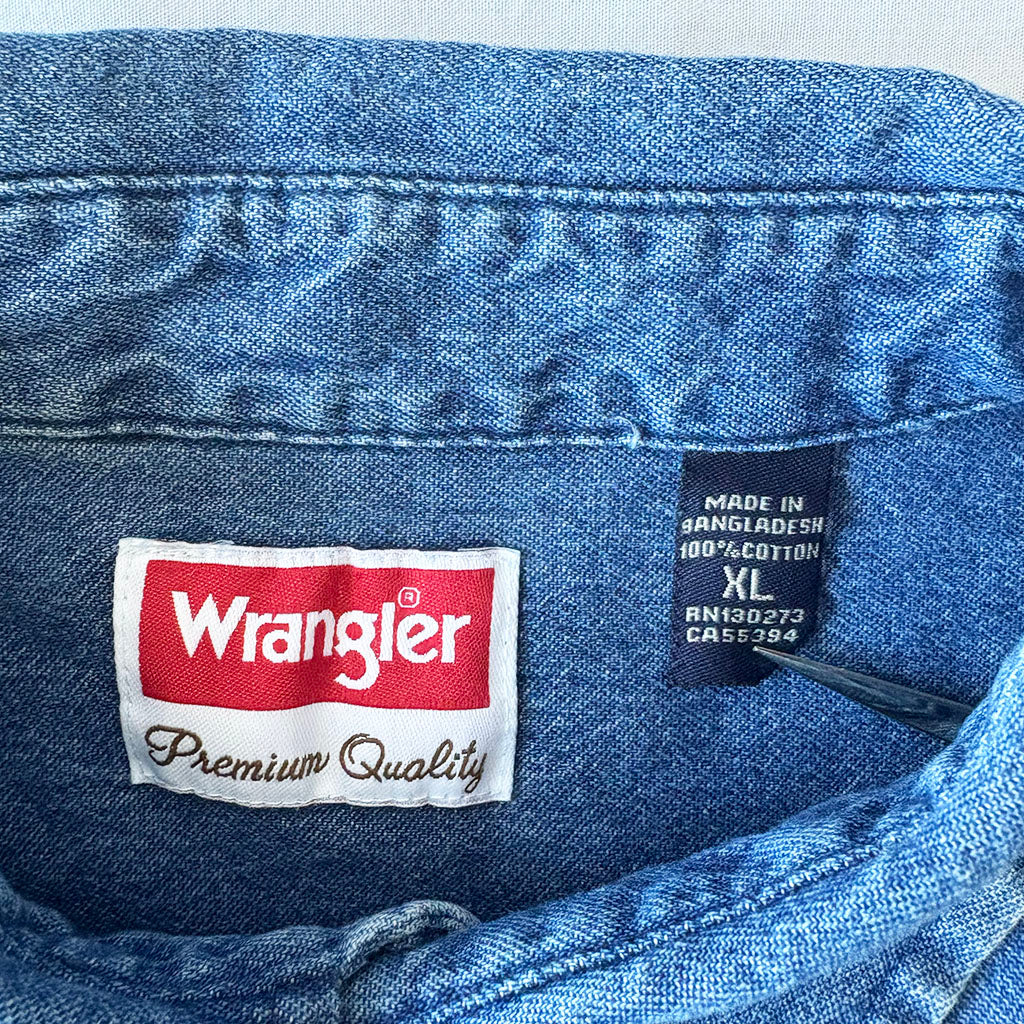 Wrangler®
Premium Quality
MADE IN
BANGLADESH
100% COTTON
XL
RN130273
CA55394